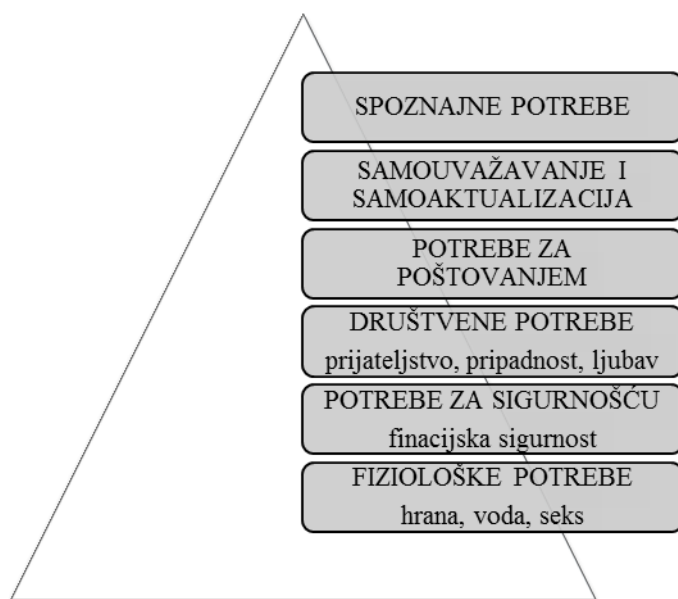 SPOZNAJNE POTREBE
SAMOUVAŽAVANJE I
SAMOAKTUALIZACIJA
POTREBE ZA
POŠTOVANJEM
DRUŠTVENE POTREBE
prijateljstvo, pripadnost, ljubav
POTREBE ZA SIGURNOŠĆU
finacijska sigurnost
FIZIOLOŠKE POTREBE
hrana, voda, seks